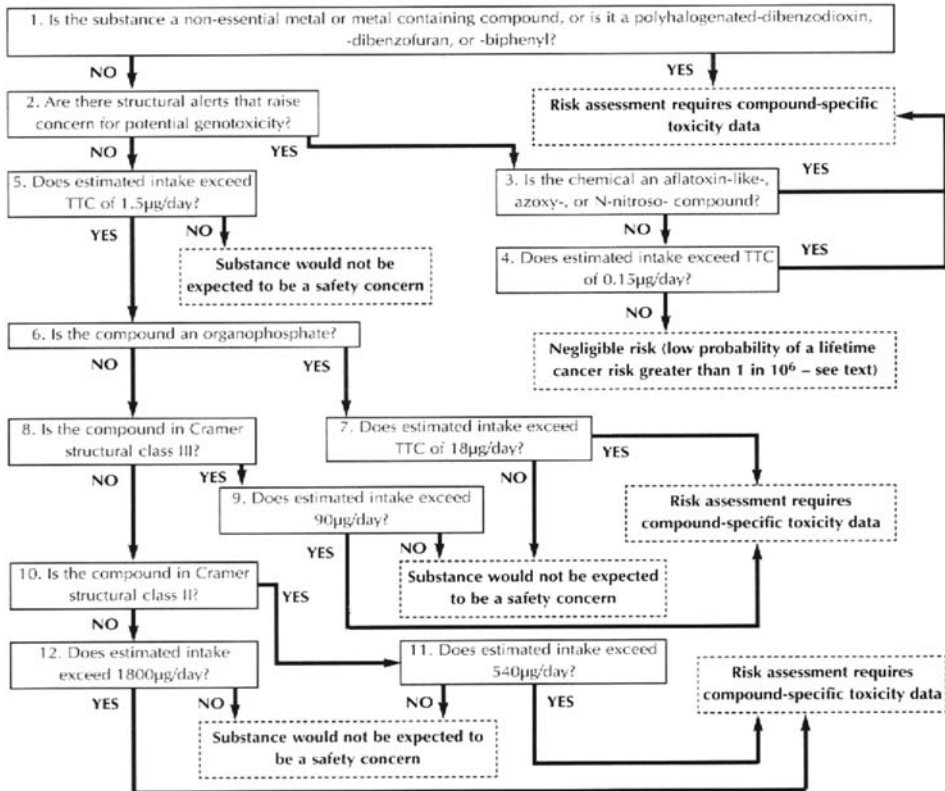 1. Is the substance a non-essential metal or metal containing compound, or is it a polyhalogenated-dibenzodioxin,
-dibenzofuran, or -biphenyl?
NO
YES
2. Are there structural alerts that raise
concern for potential genotoxicity?
Risk assessment requires compound-specific
toxicity data
NO
YES
5. Does estimated intake exceed
TTC of 1.5µg/day?
3. Is the chemical an aflatoxin-like-,
azoxy-, or N-nitroso- compound?
YES
YES
NO
NO
Substance would not be
expected to be a safety concern
4. Does estimated intake exceed TTC
of 0.15µg/day?
YES
NO
6. Is the compound an organophosphate?
Negligible risk (low probability of a lifetime
cancer risk greater than 1 in 10⁶ – see text)
NO
YES
8. Is the compound in Cramer
structural class III?
7. Does estimated intake exceed
TTC of 18µg/day?
YES
NO
YES
NO
9. Does estimated intake exceed
90µg/day?
Risk assessment requires
compound-specific toxicity data
YES
NO
10. Is the compound in Cramer
structural class II?
Substance would not be expected
to be a safety concern
YES
NO
12. Does estimated intake
exceed 1800µg/day?
11. Does estimated intake exceed
540µg/day?
Risk assessment requires
compound-specific toxicity data
YES
NO
NO
YES
Substance would not be expected to
be a safety concern